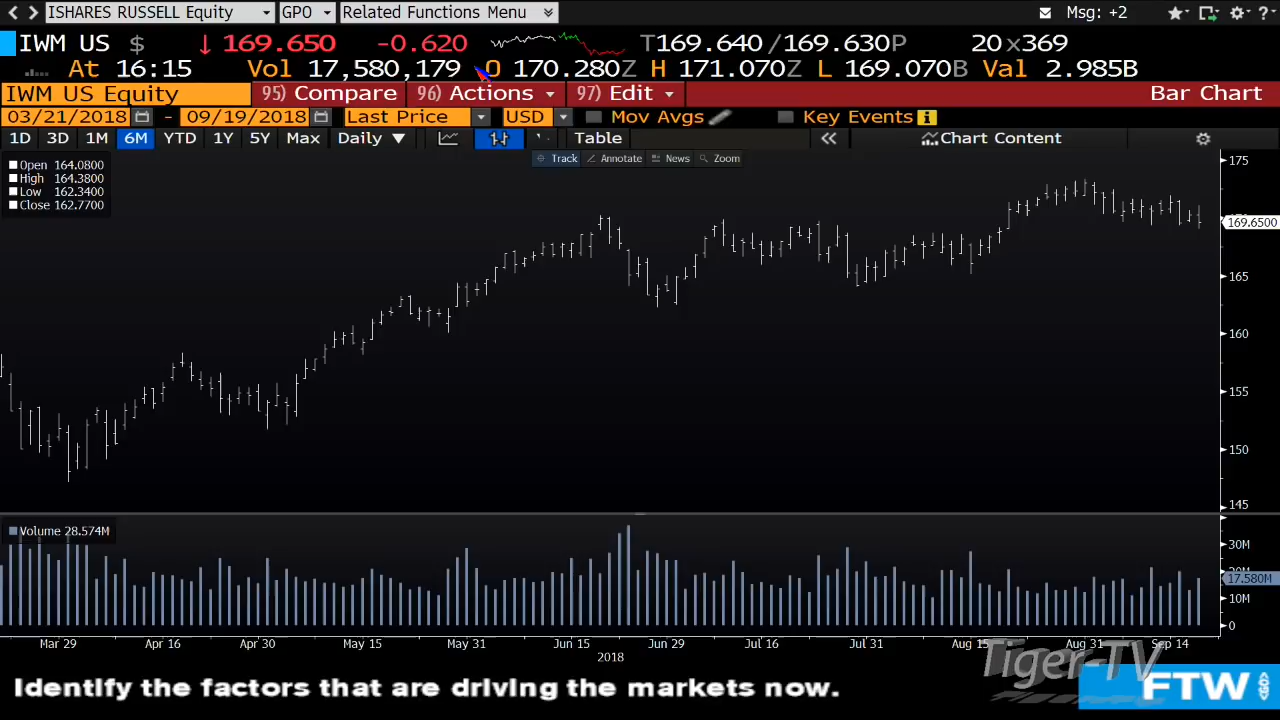 ISHARES RUSSELL Equity GPO Related Functions Menu Msg: +2
IWM US $ ↓ 169.650 -0.620 T169.640/169.630P 20x369
At 16:15 Vol 17,580,179 O 170.280Z H 171.070Z L 169.070B Val 2.985B
IWM US Equity 95) Compare 96) Actions 97) Edit Bar Chart
03/21/2018 - 09/19/2018 Last Price USD Mov Avgs Key Events
1D 3D 1M 6M YTD 1Y 5Y Max Daily ▼ Table « Chart Content
Track Annotate News Zoom
Open 164.0800
High 164.3800
Low 162.3400
Close 162.7700
175
169.6500
165
160
155
150
145
Volume 28.574M
30M
17.580M
10M
0
Mar 29 Apr 16 Apr 30 May 15 May 31 Jun 15 Jun 29 Jul 16 Jul 31 Aug 15 Aug 31 Sep 14
2018
Tiger-TV
Identify the factors that are driving the markets now.
FTW